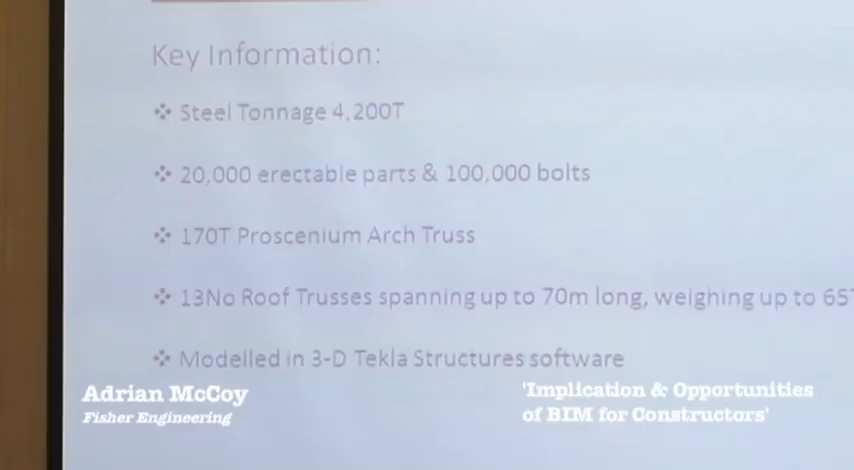 Key Information:
❖ Steel Tonnage 4,200T
❖ 20,000 erectable parts & 100,000 bolts
❖ 170T Proscenium Arch Truss
❖ 13No Roof Trusses spanning up to 70m long, weighing up to 65T
❖ Modelled in 3-D Tekla Structures software
Adrian McCoy
Fisher Engineering
'Implication & Opportunities
of BIM for Constructors'